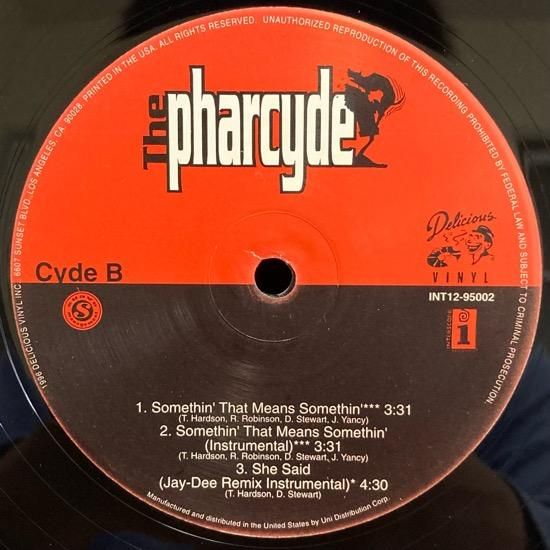 1996 DELICIOUS VINYL INC. 6607 SUNSET BLVD. LOS ANGELES, CA. 90028. PRINTED IN THE USA. ALL RIGHTS RESERVED. UNAUTHORIZED REPRODUCTION OF THIS RECORDING PROHIBITED BY FEDERAL LAW AND SUBJECT TO CRIMINAL PROSECUTION.
The
pharcyde
Delicious
VINYL
Cyde B
INT12-95002
S
i
1. Somethin' That Means Somethin'*** 3:31
(T. Hardson, R. Robinson, D. Stewart, J. Yancy)
2. Somethin' That Means Somethin'
(Instrumental)*** 3:31
(T. Hardson, R. Robinson, D. Stewart, J. Yancy)
3. She Said
(Jay-Dee Remix Instrumental)* 4:30
(T. Hardson, D. Stewart)
Manufactured and distributed in the United States by Uni Distribution Corp.